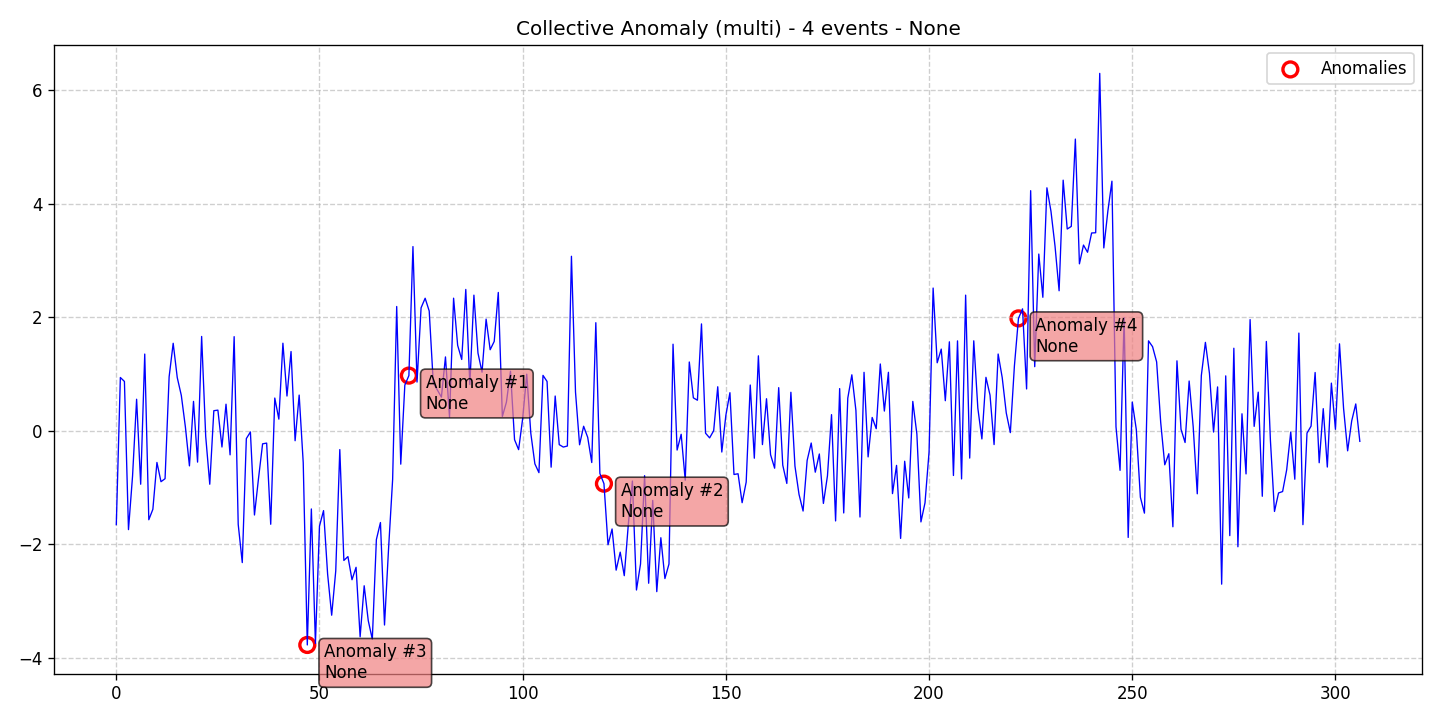 Collective Anomaly (multi) - 4 events - None
Anomalies
6
4
2
0
−2
−4
Anomaly #4
None
Anomaly #1
None
Anomaly #2
None
Anomaly #3
None
0
50
100
150
200
250
300